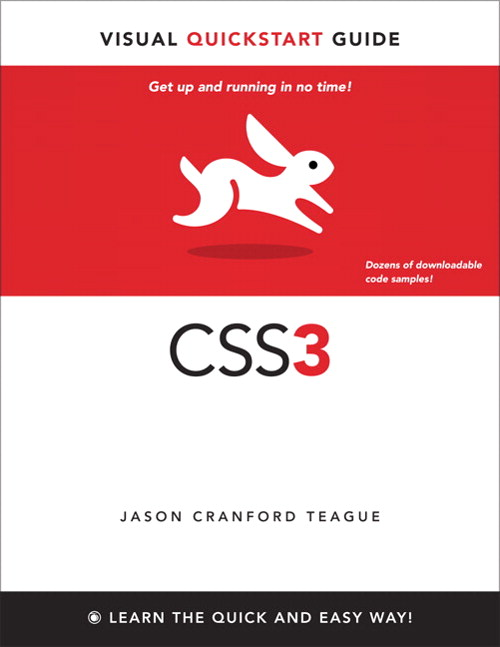 VISUAL QUICKSTART GUIDE
Get up and running in no time!
Dozens of downloadable
code samples!
CSS3
JASON CRANFORD TEAGUE
LEARN THE QUICK AND EASY WAY!